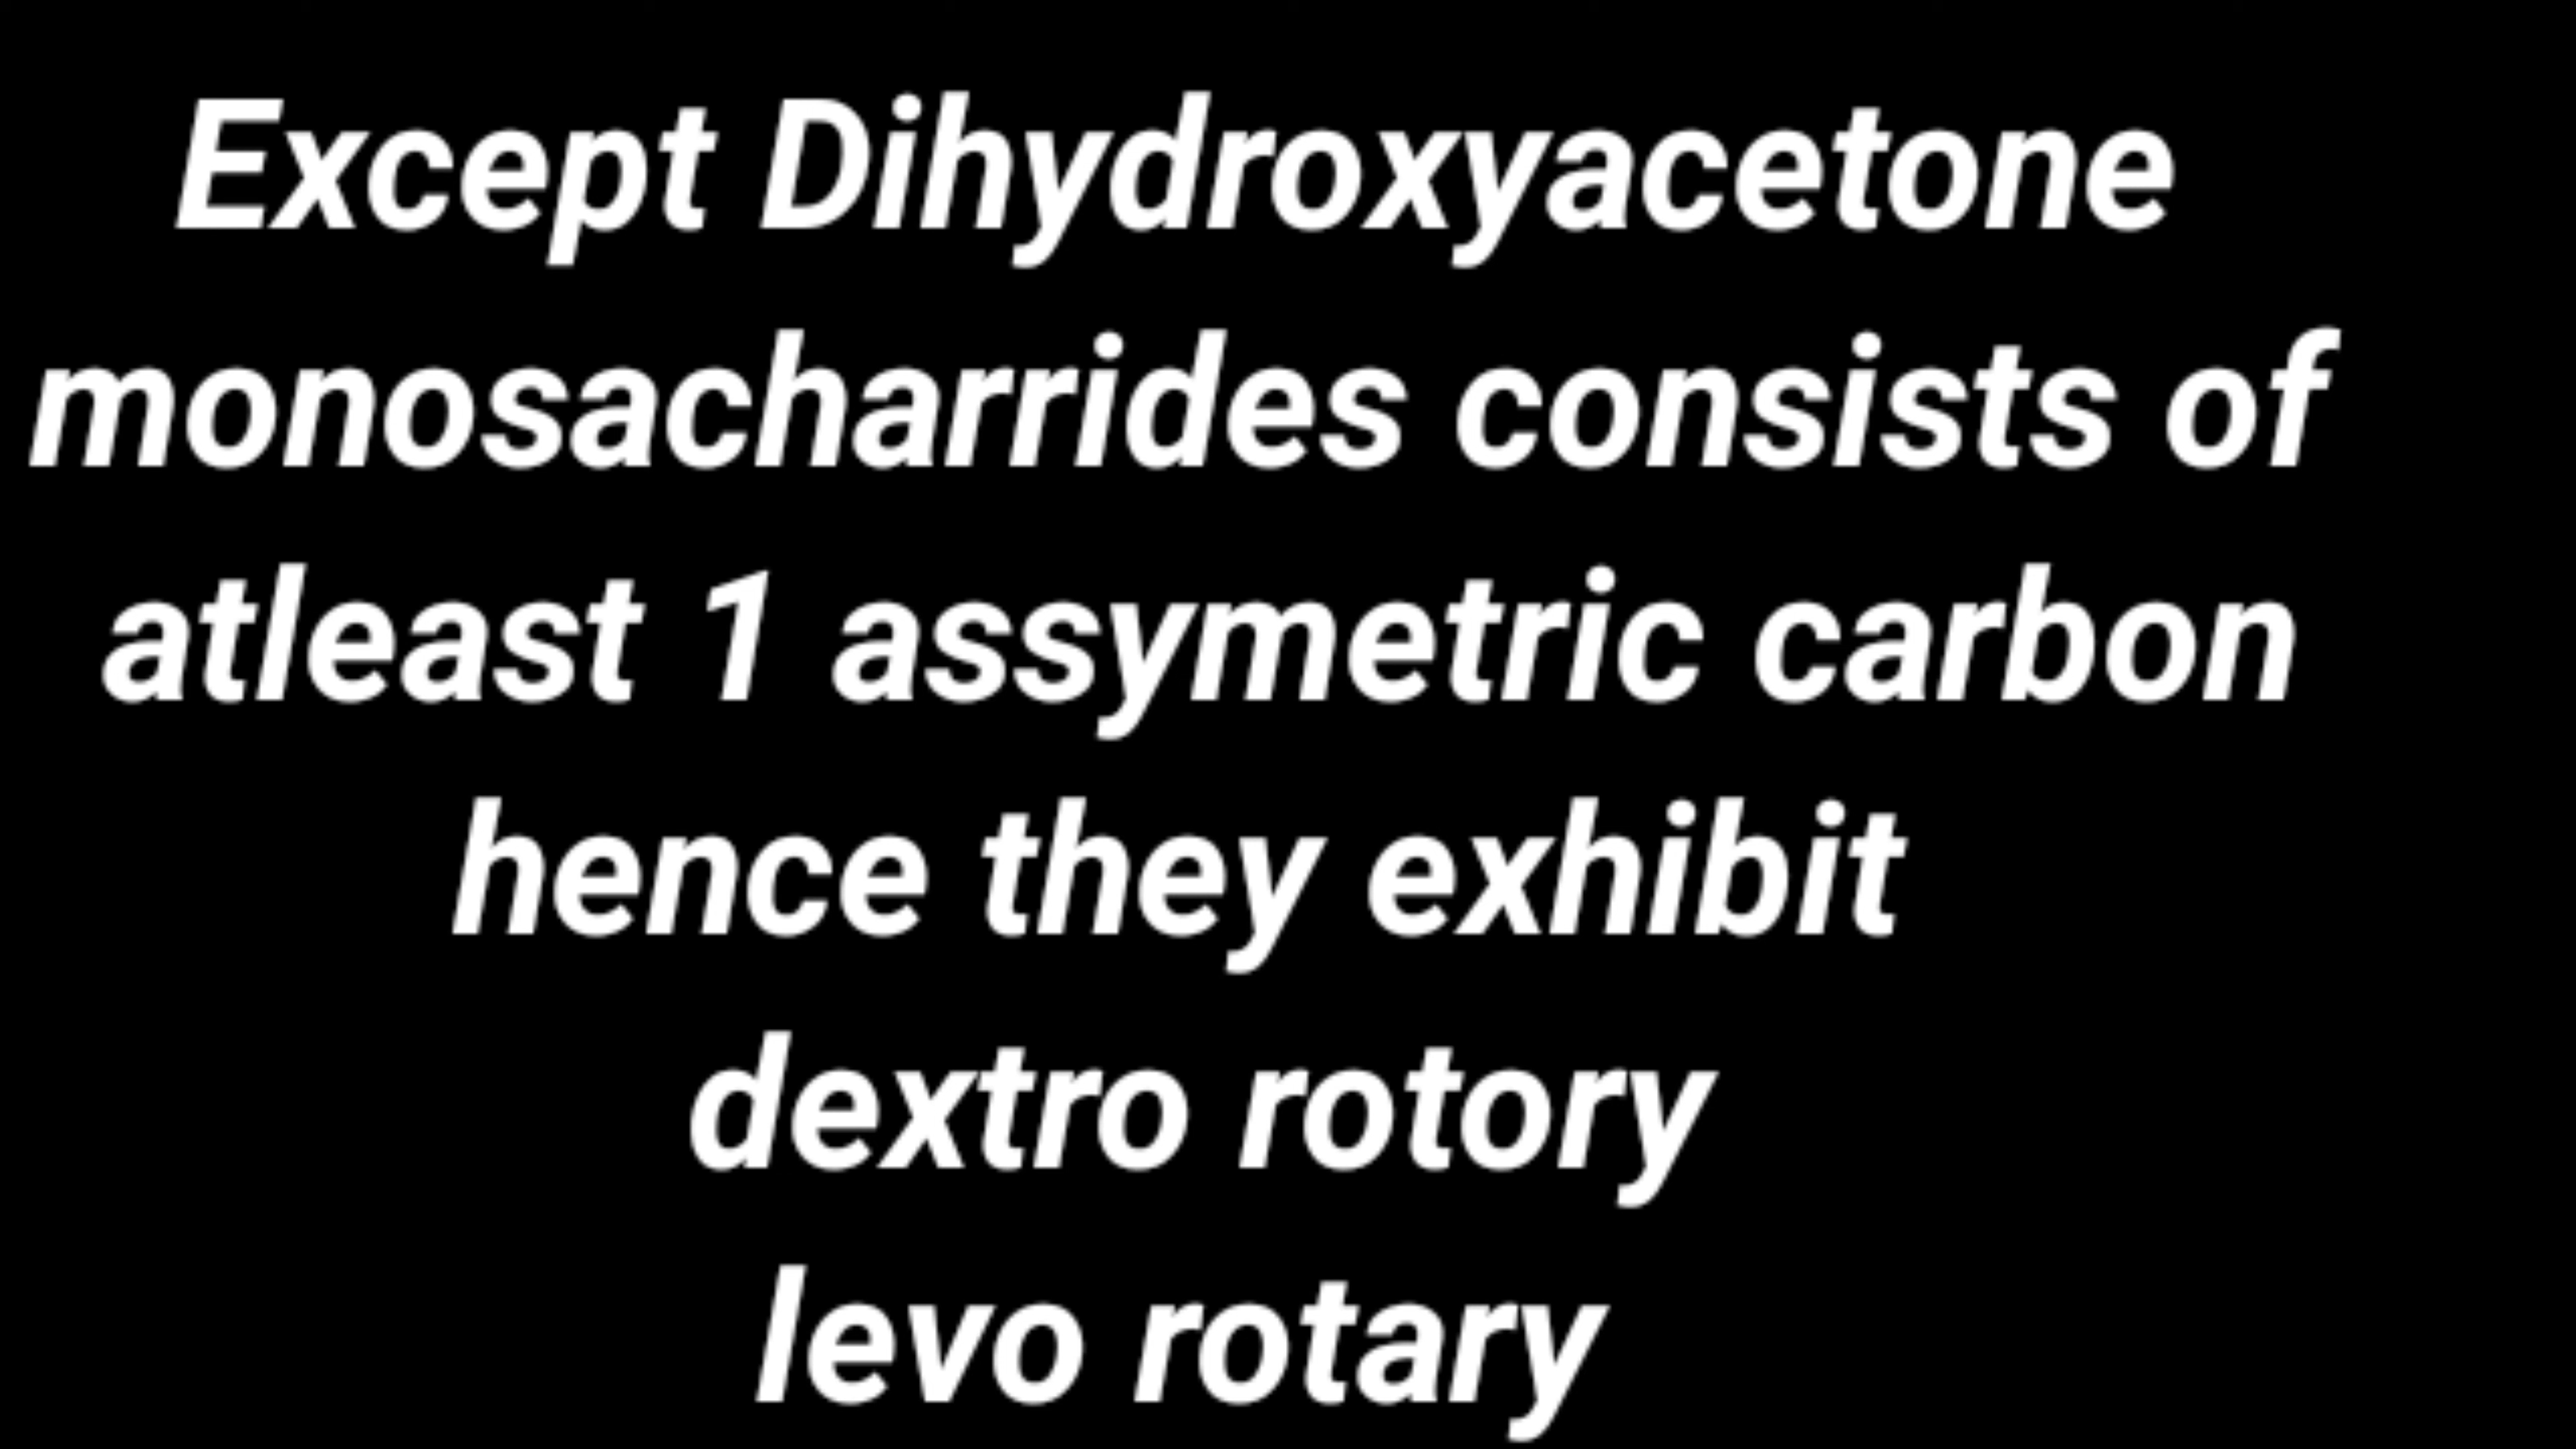 Except Dihydroxyacetone
monosacharrides consists of
atleast 1 assymetric carbon
hence they exhibit
dextro rotory
levo rotary